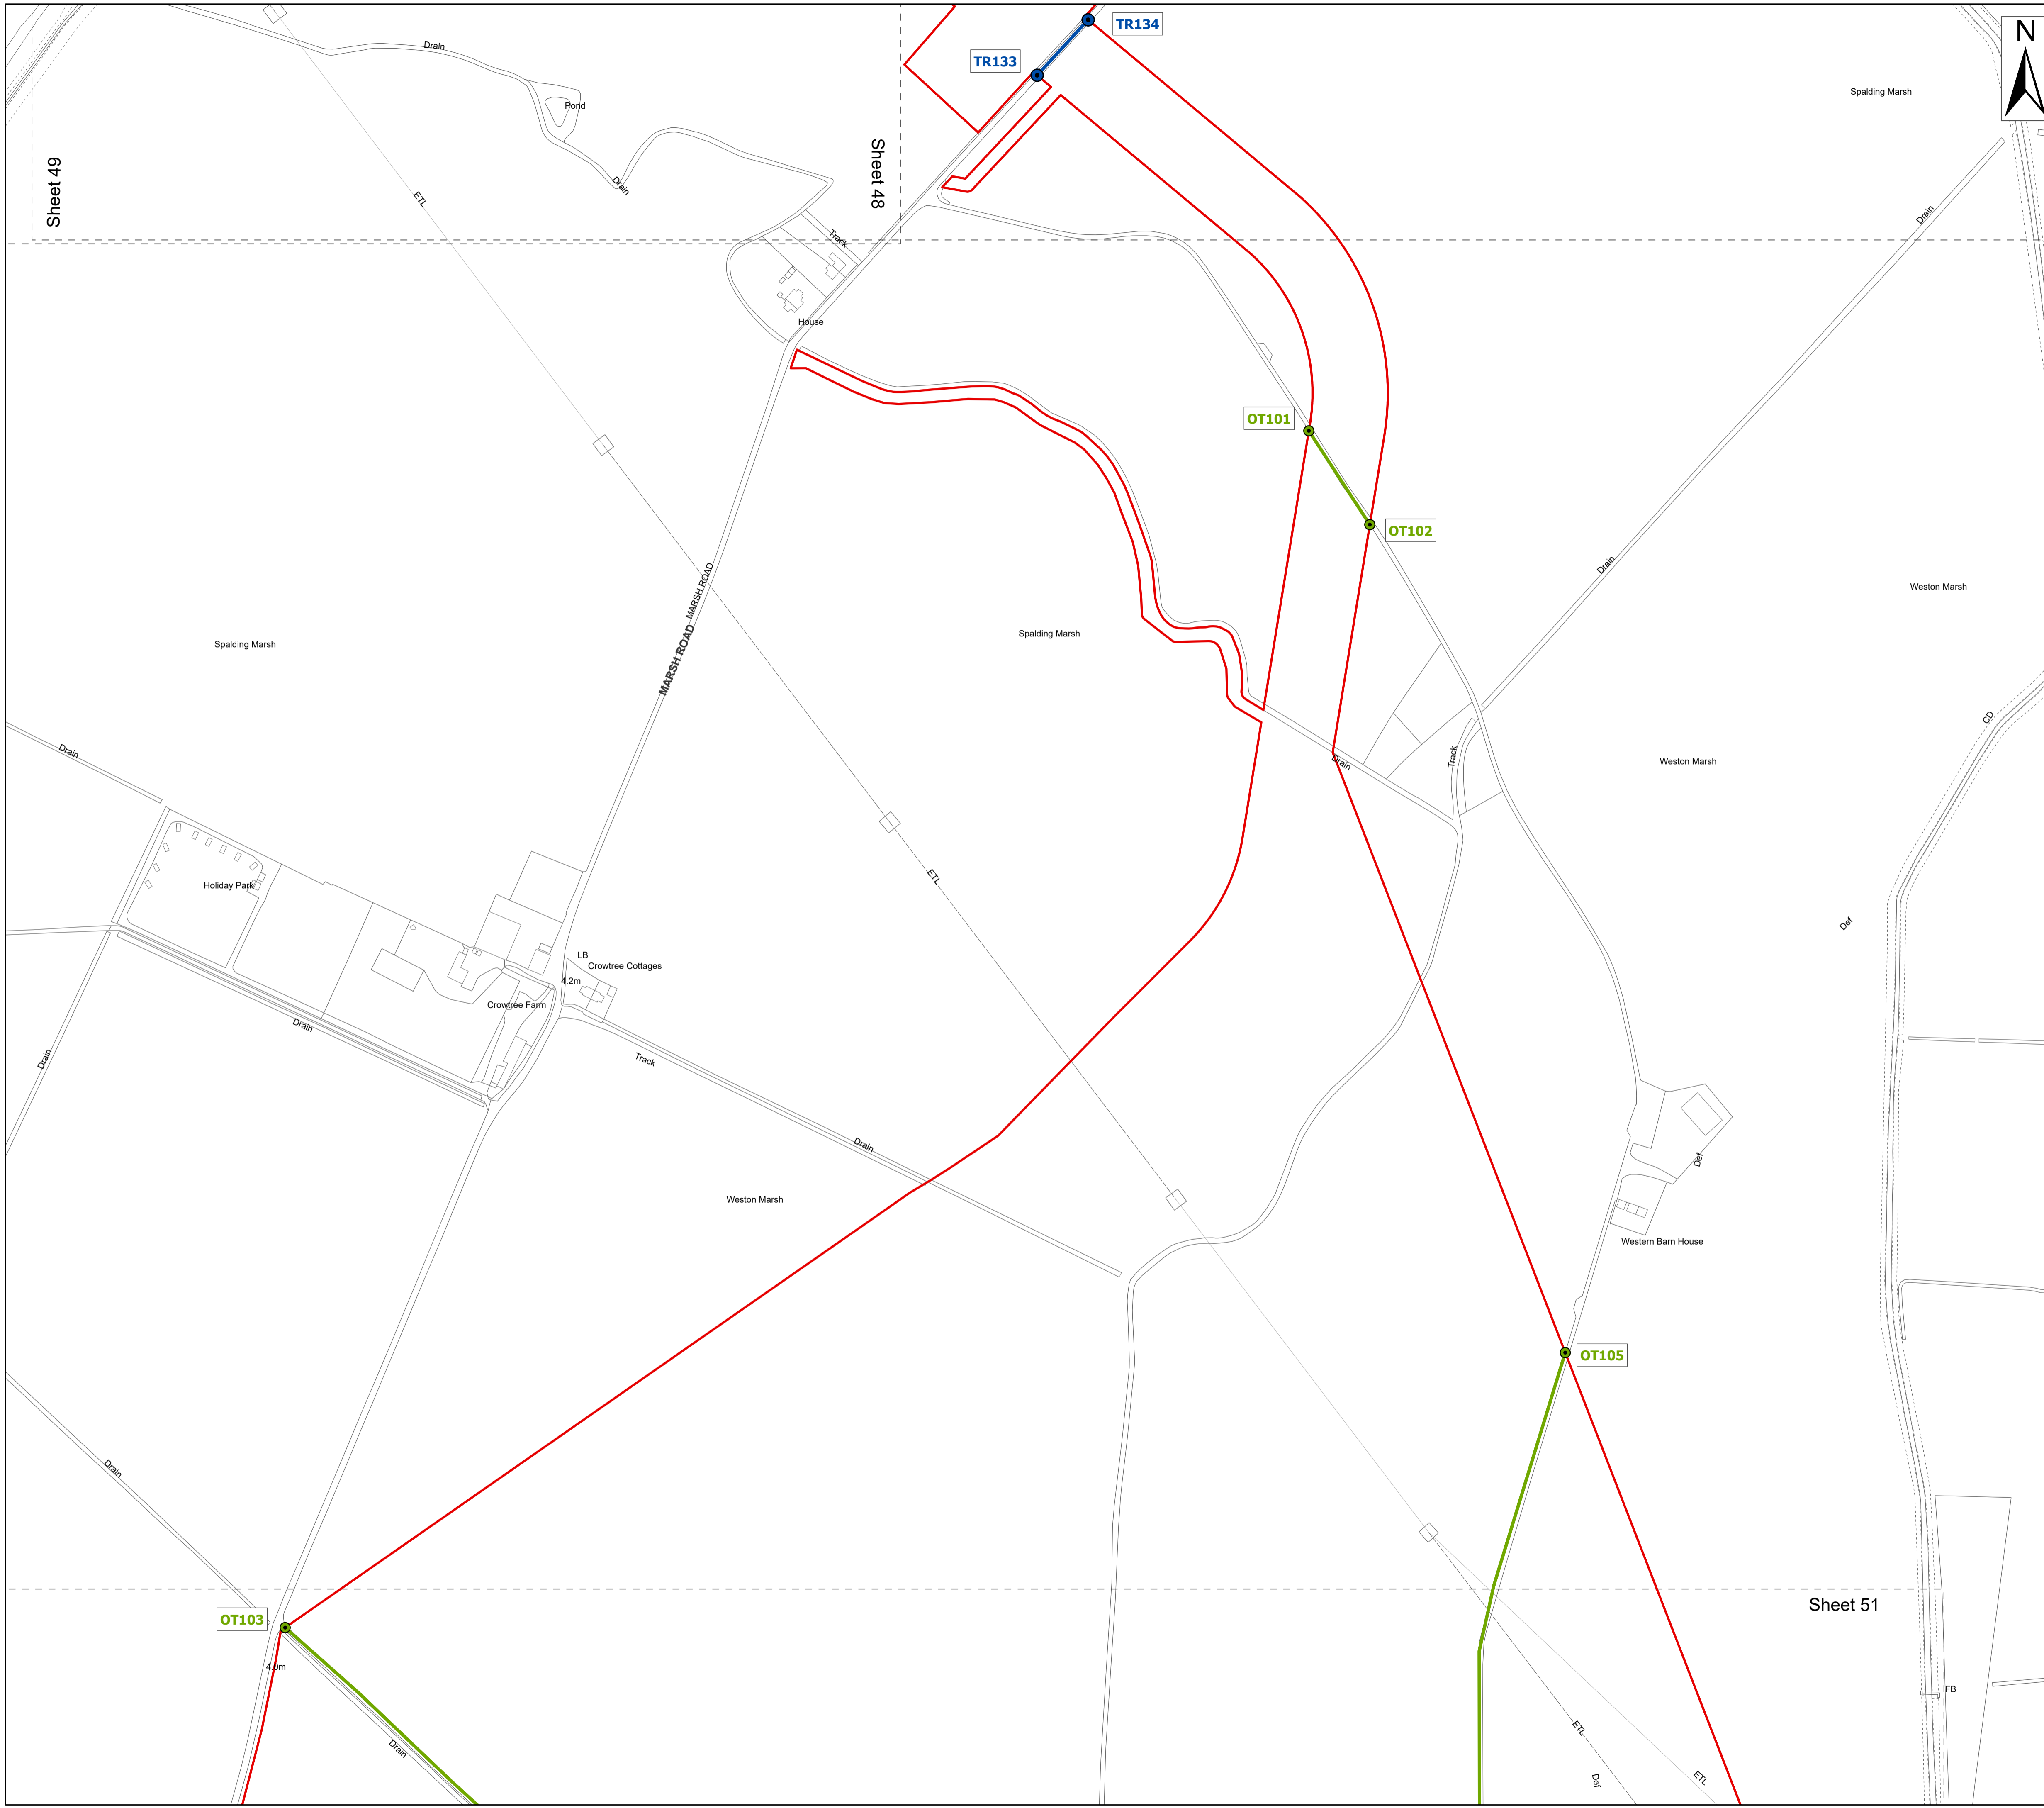 TR134
N
Drain
TR133
Spalding Marsh
Pond
Sheet 49
Sheet 48
Drain
ETL
Drain
Track
House
OT101
OT102
Drain
MARSH ROAD
Weston Marsh
MARSH ROAD
Spalding Marsh
Spalding Marsh
CD
Drain
Track
Drain
Weston Marsh
ETL
Holiday Park
Def
LB
Crowtree Cottages
4.2m
Crowtree Farm
Drain
Drain
Track
Drain
Def
Weston Marsh
Western Barn House
OT105
Drain
Sheet 51
OT103
4.0m
FB
ETL
Drain
ETL
Def